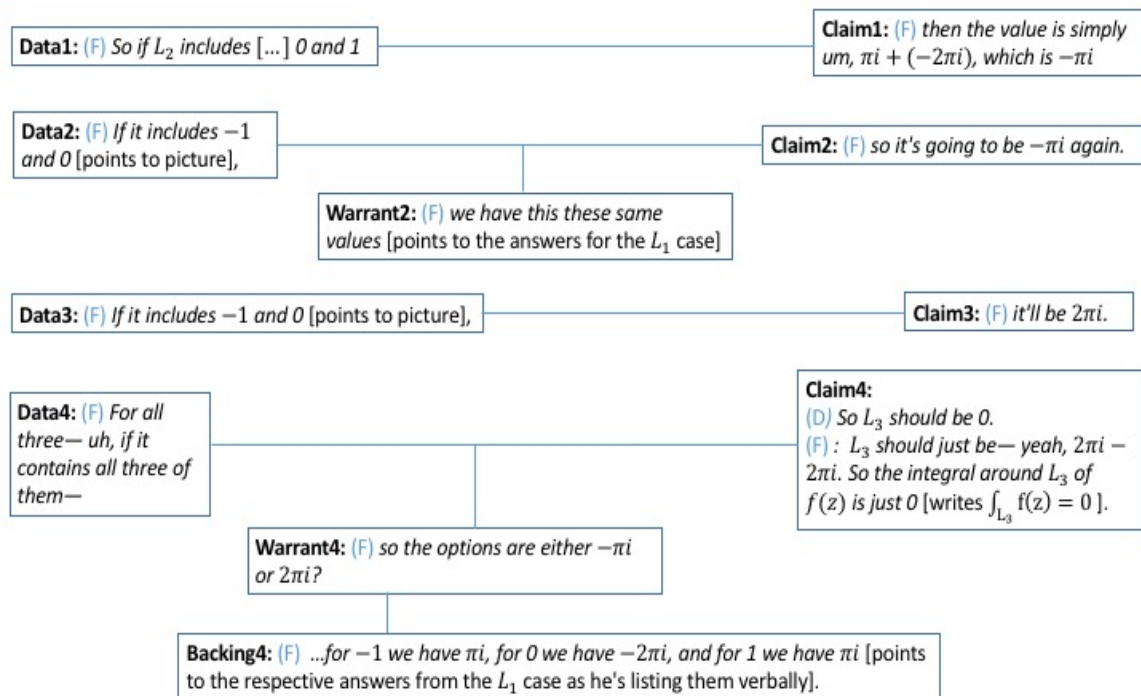 Data1: (F) So if L₂ includes [...] 0 and 1
Claim1: (F) then the value is simply
um, πi + (−2πi), which is −πi
Data2: (F) If it includes −1
and 0 [points to picture],
Claim2: (F) so it's going to be −πi again.
Warrant2: (F) we have this these same
values [points to the answers for the L₁ case]
Data3: (F) If it includes −1 and 0 [points to picture],
Claim3: (F) it'll be 2πi.
Data4: (F) For all
three— uh, if it
contains all three of
them—
Claim4:
(D) So L₃ should be 0.
(F) : L₃ should just be— yeah, 2πi −
2πi. So the integral around L₃ of
f(z) is just 0 [writes ∫_L₃ f(z) = 0 ].
Warrant4: (F) so the options are either −πi
or 2πi?
Backing4: (F) ...for −1 we have πi, for 0 we have −2πi, and for 1 we have πi [points
to the respective answers from the L₁ case as he's listing them verbally].